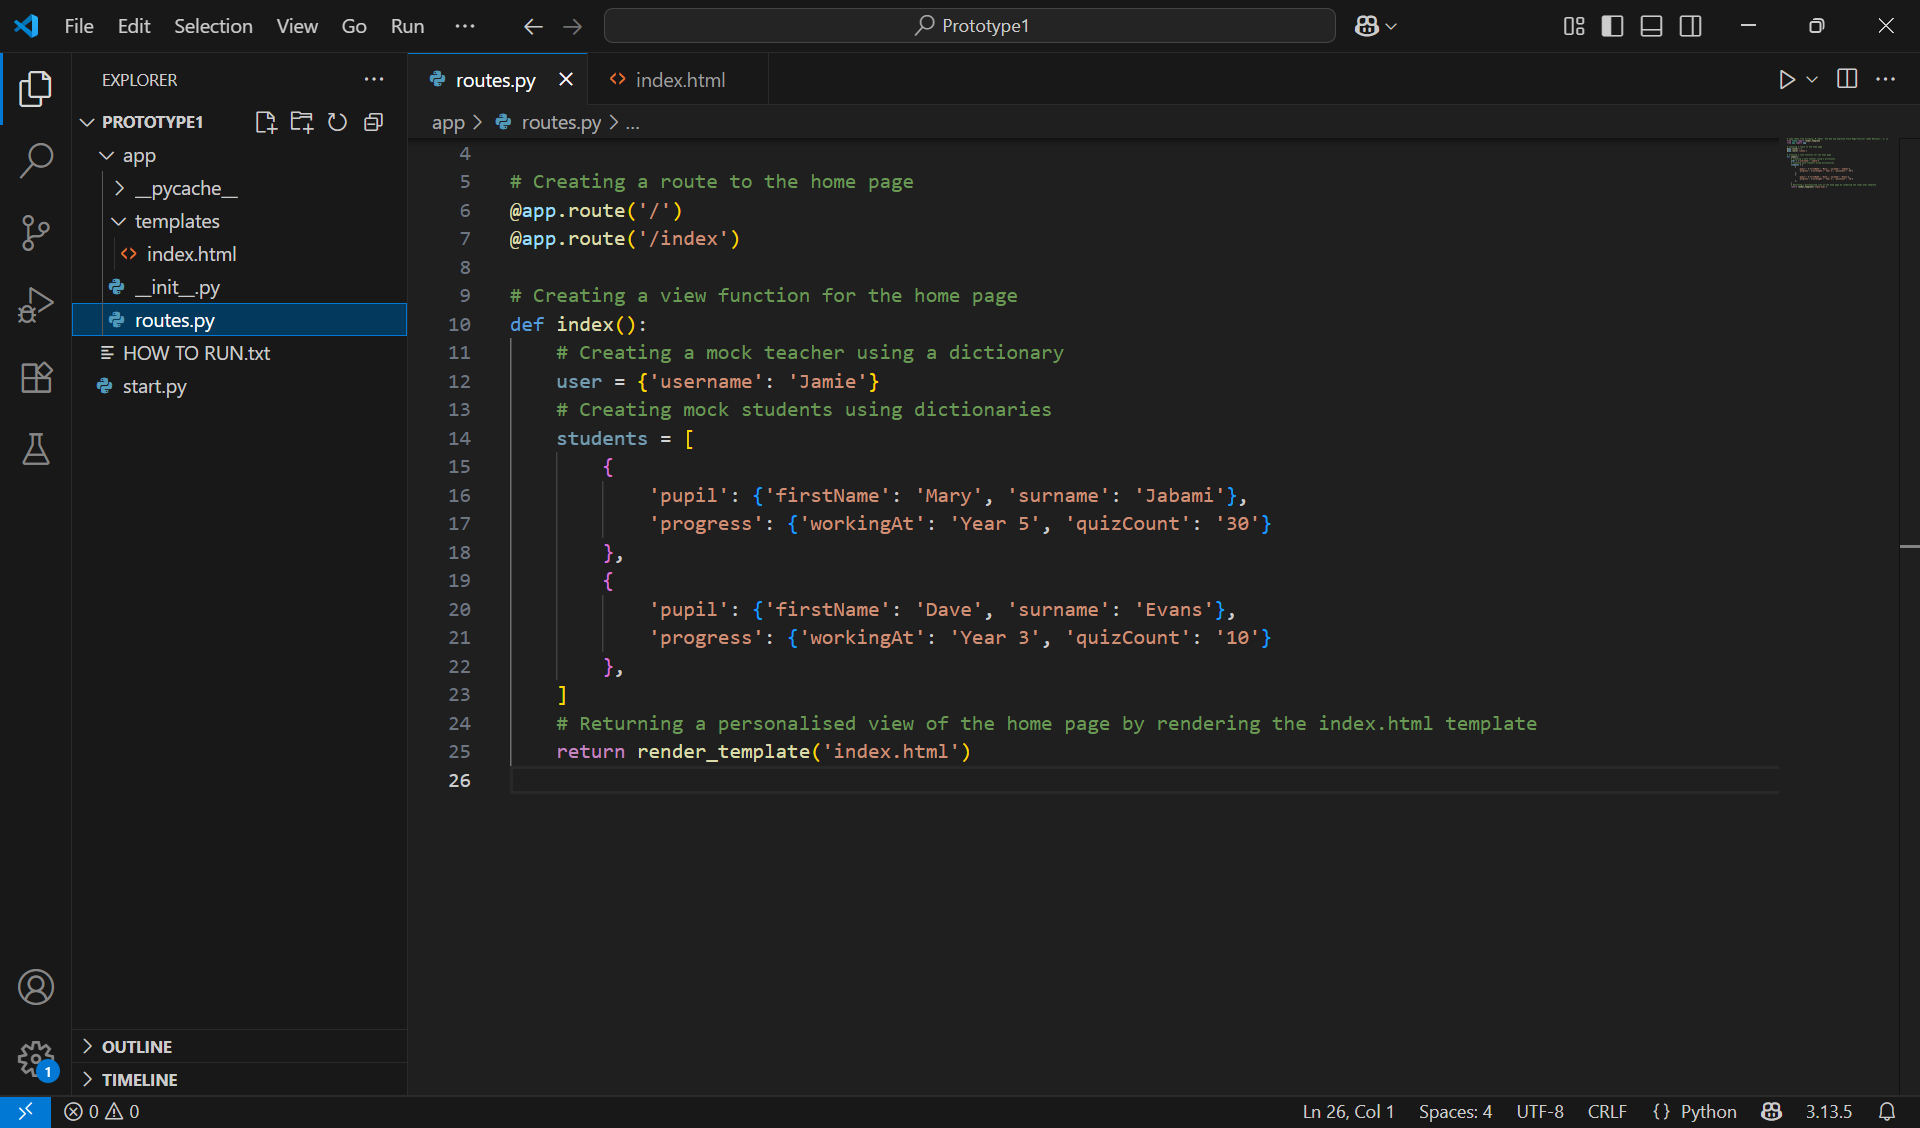 File Edit Selection View Go Run ···
Prototype1
EXPLORER
PROTOTYPE1
app
__pycache__
templates
index.html
__init__.py
routes.py
HOW TO RUN.txt
start.py
OUTLINE
TIMELINE
routes.py
index.html
app > routes.py > ...
4
5 # Creating a route to the home page
6 @app.route('/')
7 @app.route('/index')
8
9 # Creating a view function for the home page
10 def index():
11     # Creating a mock teacher using a dictionary
12     user = {'username': 'Jamie'}
13     # Creating mock students using dictionaries
14     students = [
15         {
16             'pupil': {'firstName': 'Mary', 'surname': 'Jabami'},
17             'progress': {'workingAt': 'Year 5', 'quizCount': '30'}
18         },
19         {
20             'pupil': {'firstName': 'Dave', 'surname': 'Evans'},
21             'progress': {'workingAt': 'Year 3', 'quizCount': '10'}
22         },
23     ]
24     # Returning a personalised view of the home page by rendering the index.html template
25     return render_template('index.html')
26
1
0 0
Ln 26, Col 1 Spaces: 4 UTF-8 CRLF {} Python 3.13.5